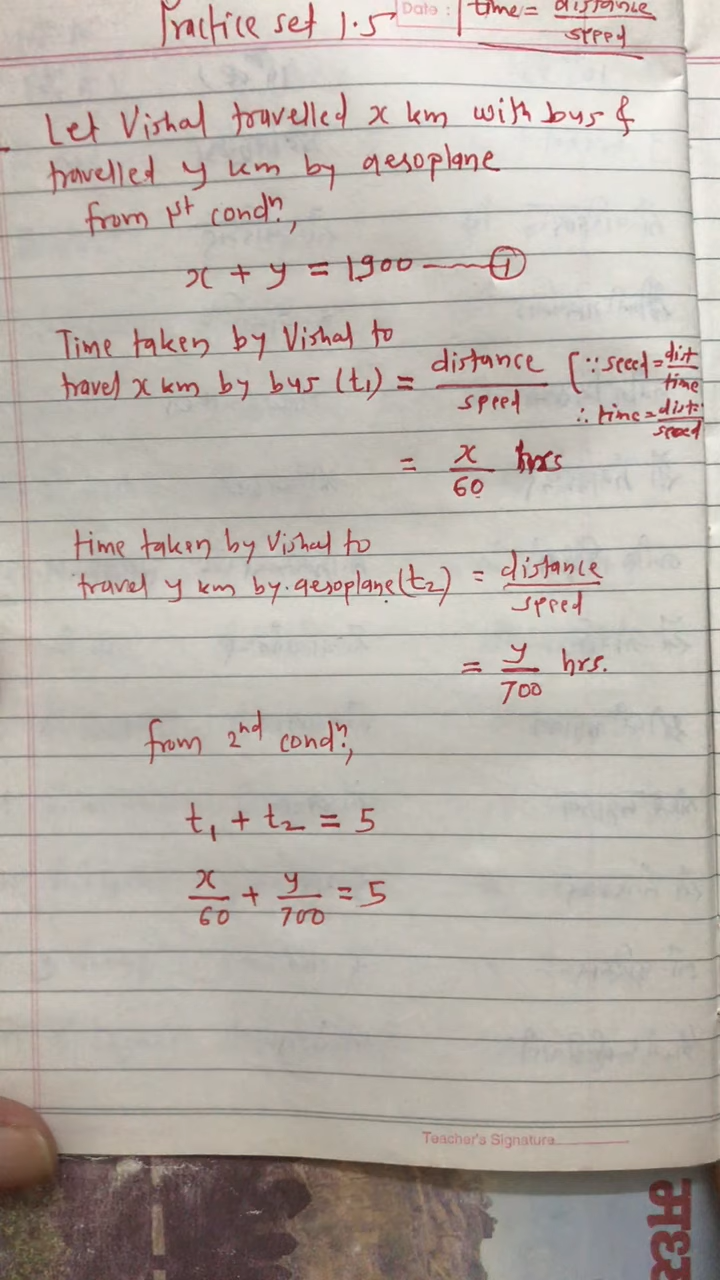 Practice set 1.5
Date :
time = distance / speed
Let Vishal travelled x km with bus &
travelled y km by aesoplane
from 1st condn,
x + y = 1900 —— ①
Time taken by Vishal to
travel x km by bus (t₁) = distance / speed [∵ speed = dist / time
∴ time = dist. / speed
= x/60 hrs
time taken by Vishal to
travel y km by aesoplane (t₂) = distance / speed
= y/700 hrs.
from 2nd condn,
t₁ + t₂ = 5
x/60 + y/700 = 5
Teacher's Signature